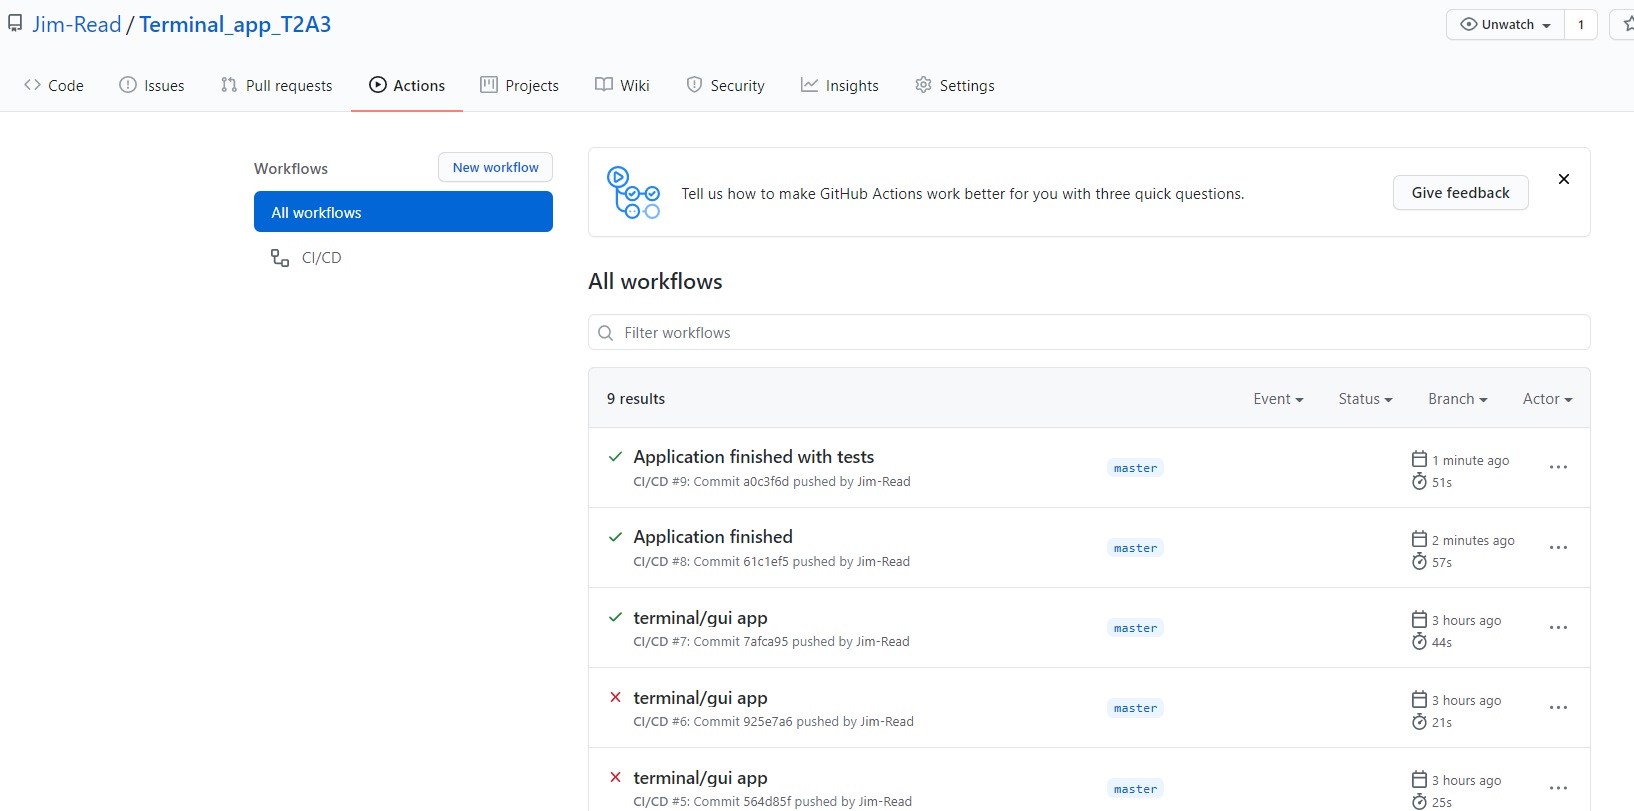 Jim-Read / Terminal_app_T2A3
Unwatch 1
Code Issues Pull requests Actions Projects Wiki Security Insights Settings
Workflows New workflow
All workflows
CI/CD
Tell us how to make GitHub Actions work better for you with three quick questions. Give feedback
All workflows
Filter workflows
9 results Event Status Branch Actor
Application finished with tests
CI/CD #9: Commit a0c3f6d pushed by Jim-Read
master
1 minute ago
51s
Application finished
CI/CD #8: Commit 61c1ef5 pushed by Jim-Read
master
2 minutes ago
57s
terminal/gui app
CI/CD #7: Commit 7afca95 pushed by Jim-Read
master
3 hours ago
44s
terminal/gui app
CI/CD #6: Commit 925e7a6 pushed by Jim-Read
master
3 hours ago
21s
terminal/gui app
CI/CD #5: Commit 564d85f pushed by Jim-Read
master
3 hours ago
25s